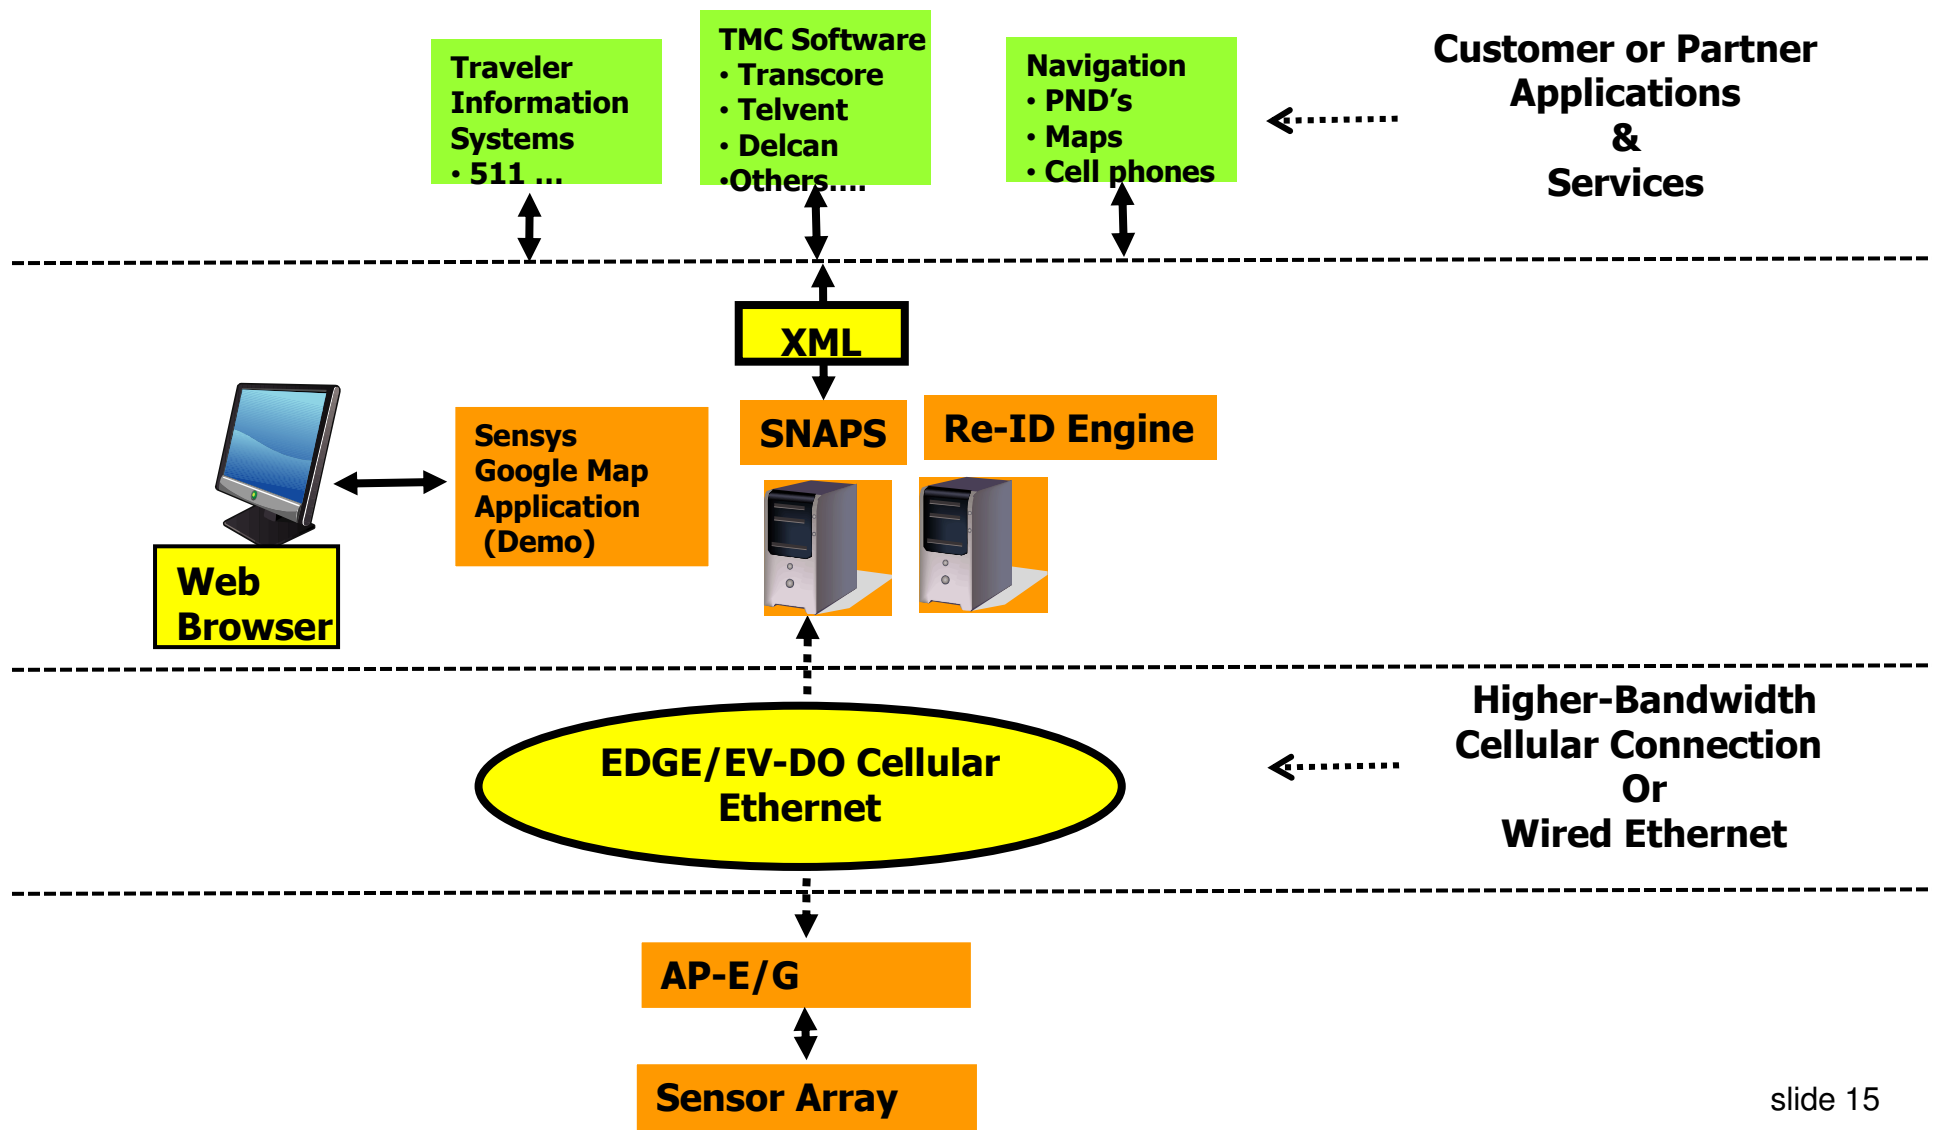 Traveler
Information
Systems
• 511 ...
TMC Software
• Transcore
• Telvent
• Delcan
•Others....
Navigation
• PND's
• Maps
• Cell phones
Customer or Partner
Applications
&
Services
XML
SNAPS
Re-ID Engine
Sensys
Google Map
Application
(Demo)
Web
Browser
EDGE/EV-DO Cellular
Ethernet
Higher-Bandwidth
Cellular Connection
Or
Wired Ethernet
AP-E/G
Sensor Array
slide 15